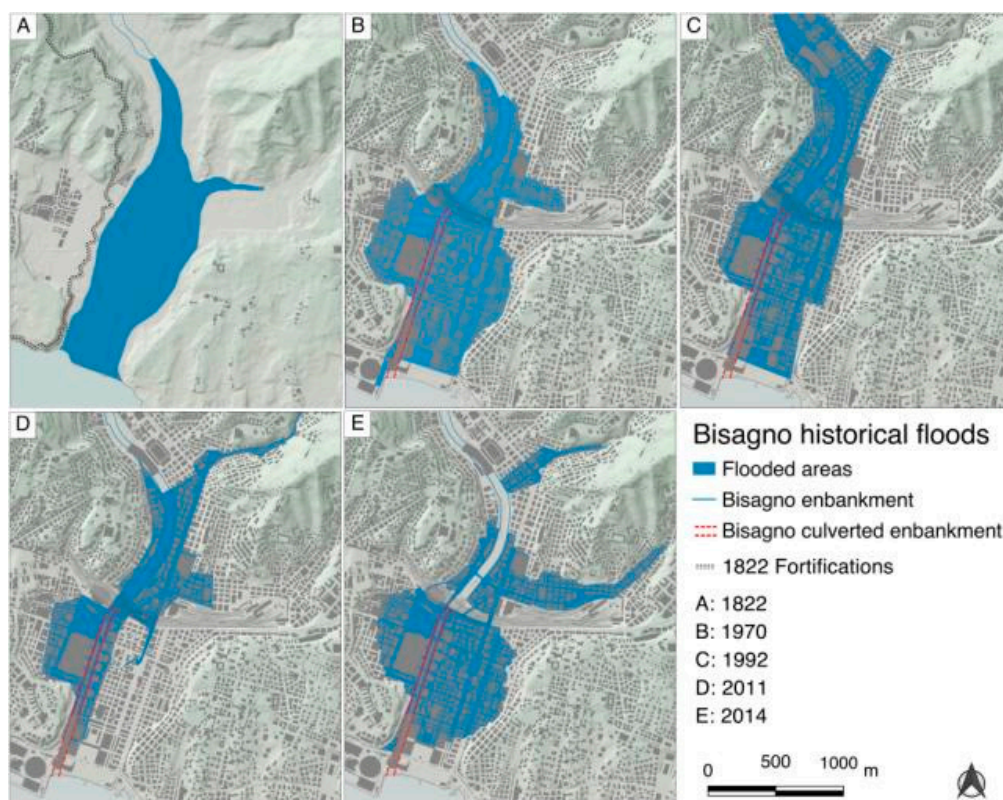 A
B
C
D
E
Bisagno historical floods
Flooded areas
Bisagno enbankment
Bisagno culverted enbankment
1822 Fortifications
A: 1822
B: 1970
C: 1992
D: 2011
E: 2014
0 500 1000 m